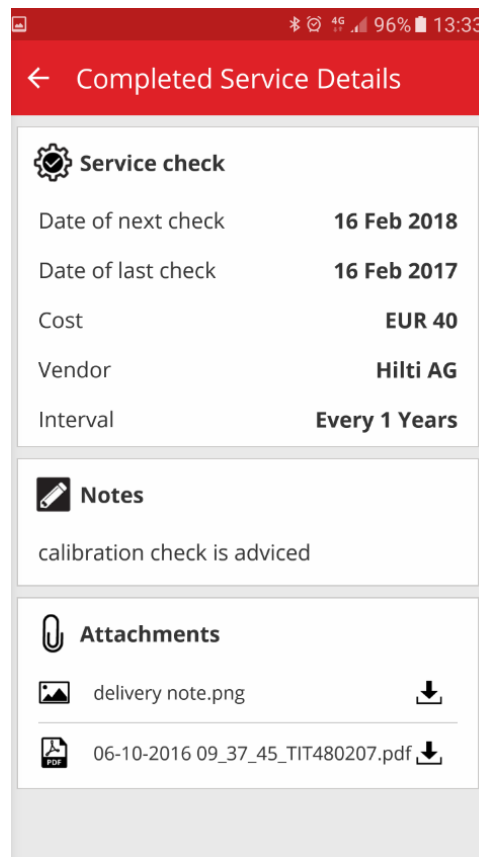 4G 96% 13:33
Completed Service Details
Service check
Date of next check 16 Feb 2018
Date of last check 16 Feb 2017
Cost EUR 40
Vendor Hilti AG
Interval Every 1 Years
Notes
calibration check is adviced
Attachments
delivery note.png
PDF 06-10-2016 09_37_45_TIT480207.pdf